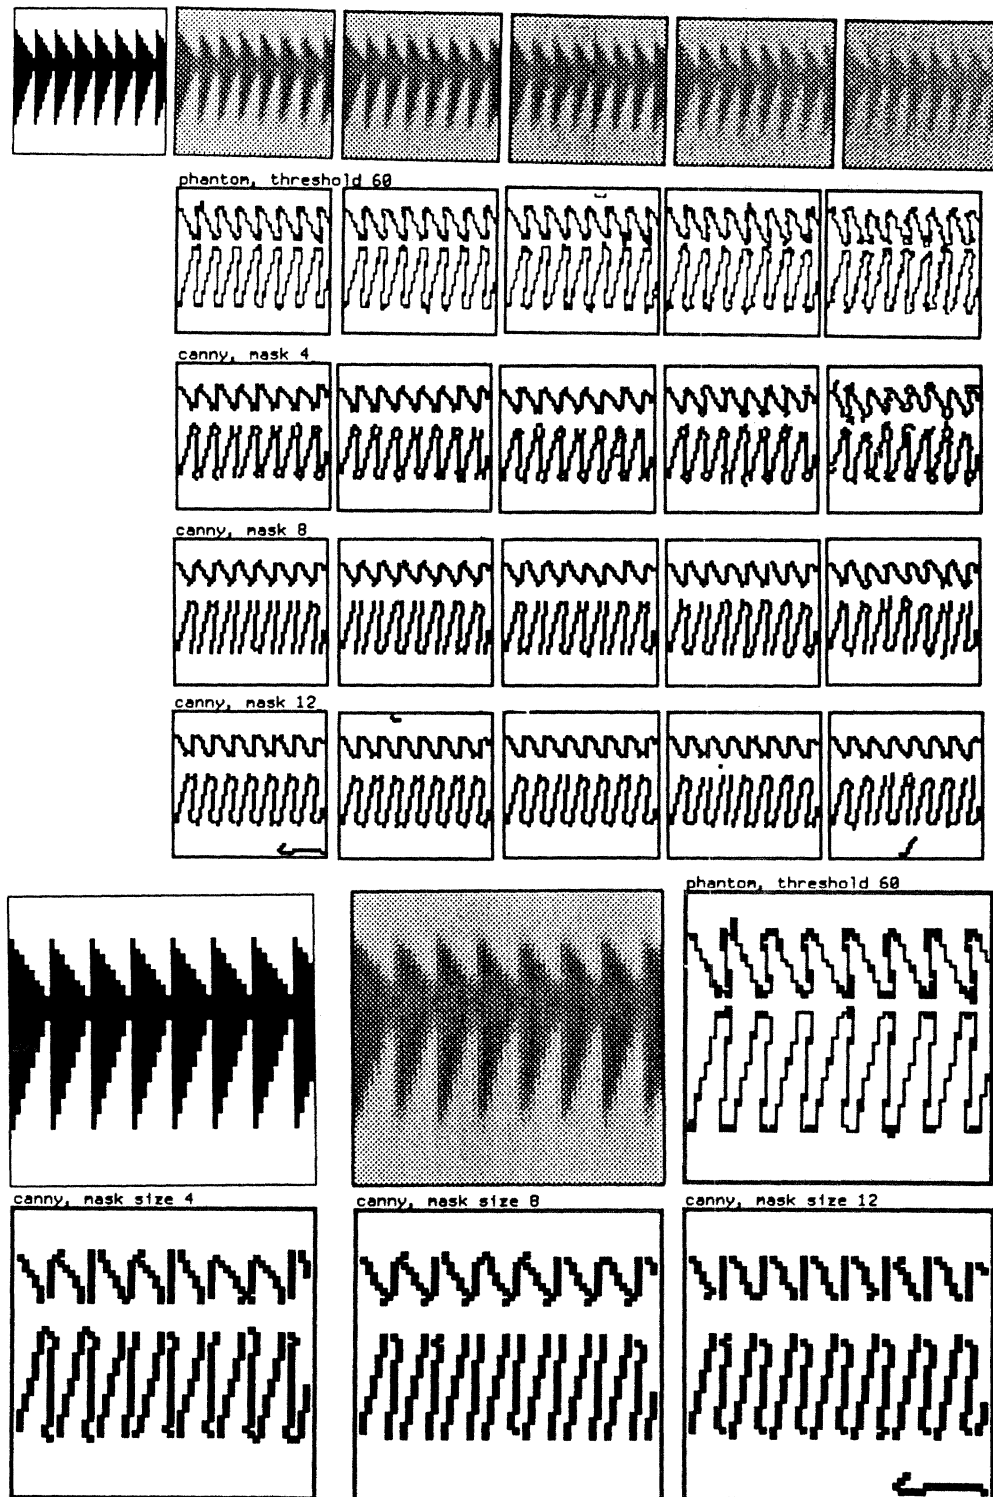 phantom, threshold 60
canny, mask 4
canny, mask 8
canny, mask 12
phantom, threshold 60
canny, mask size 4
canny, mask size 8
canny, mask size 12